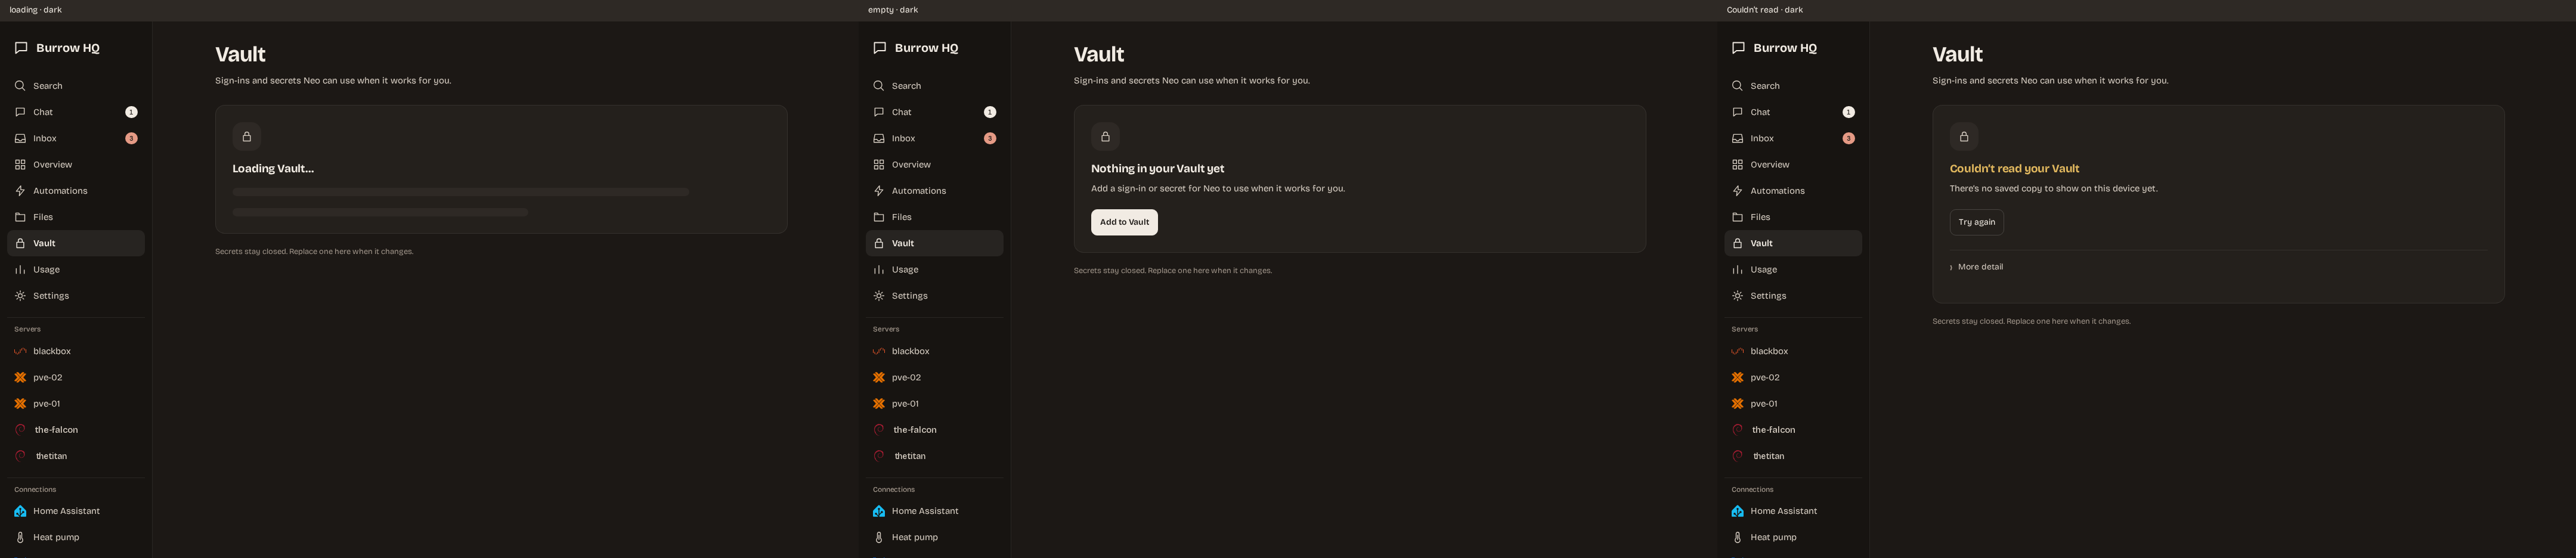 loading · dark
Burrow HQ
Search
Chat 1
Inbox 3
Overview
Automations
Files
Vault
Usage
Settings
Servers
blackbox
pve-02
pve-01
the-falcon
thetitan
Connections
Home Assistant
Heat pump
Vault
Sign-ins and secrets Neo can use when it works for you.
Loading Vault...
Secrets stay closed. Replace one here when it changes.
empty · dark
Burrow HQ
Search
Chat 1
Inbox 3
Overview
Automations
Files
Vault
Usage
Settings
Servers
blackbox
pve-02
pve-01
the-falcon
thetitan
Connections
Home Assistant
Heat pump
Vault
Sign-ins and secrets Neo can use when it works for you.
Nothing in your Vault yet
Add a sign-in or secret for Neo to use when it works for you.
Add to Vault
Secrets stay closed. Replace one here when it changes.
Couldn't read · dark
Burrow HQ
Search
Chat 1
Inbox 3
Overview
Automations
Files
Vault
Usage
Settings
Servers
blackbox
pve-02
pve-01
the-falcon
thetitan
Connections
Home Assistant
Heat pump
Vault
Sign-ins and secrets Neo can use when it works for you.
Couldn't read your Vault
There's no saved copy to show on this device yet.
Try again
More detail
Secrets stay closed. Replace one here when it changes.